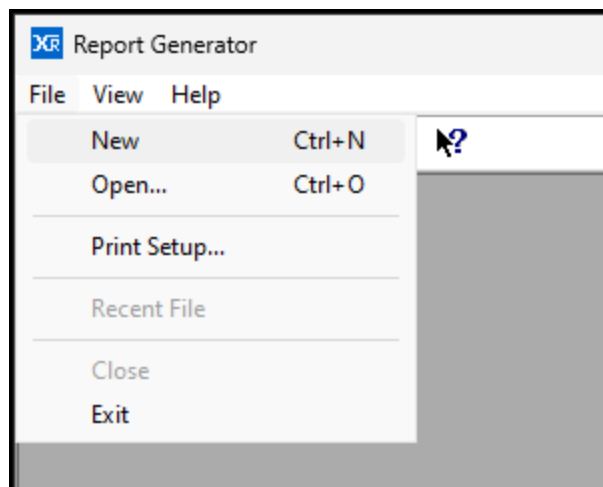 XR Report Generator
File View Help
New Ctrl+N
Open... Ctrl+O
Print Setup...
Recent File
Close
Exit
?